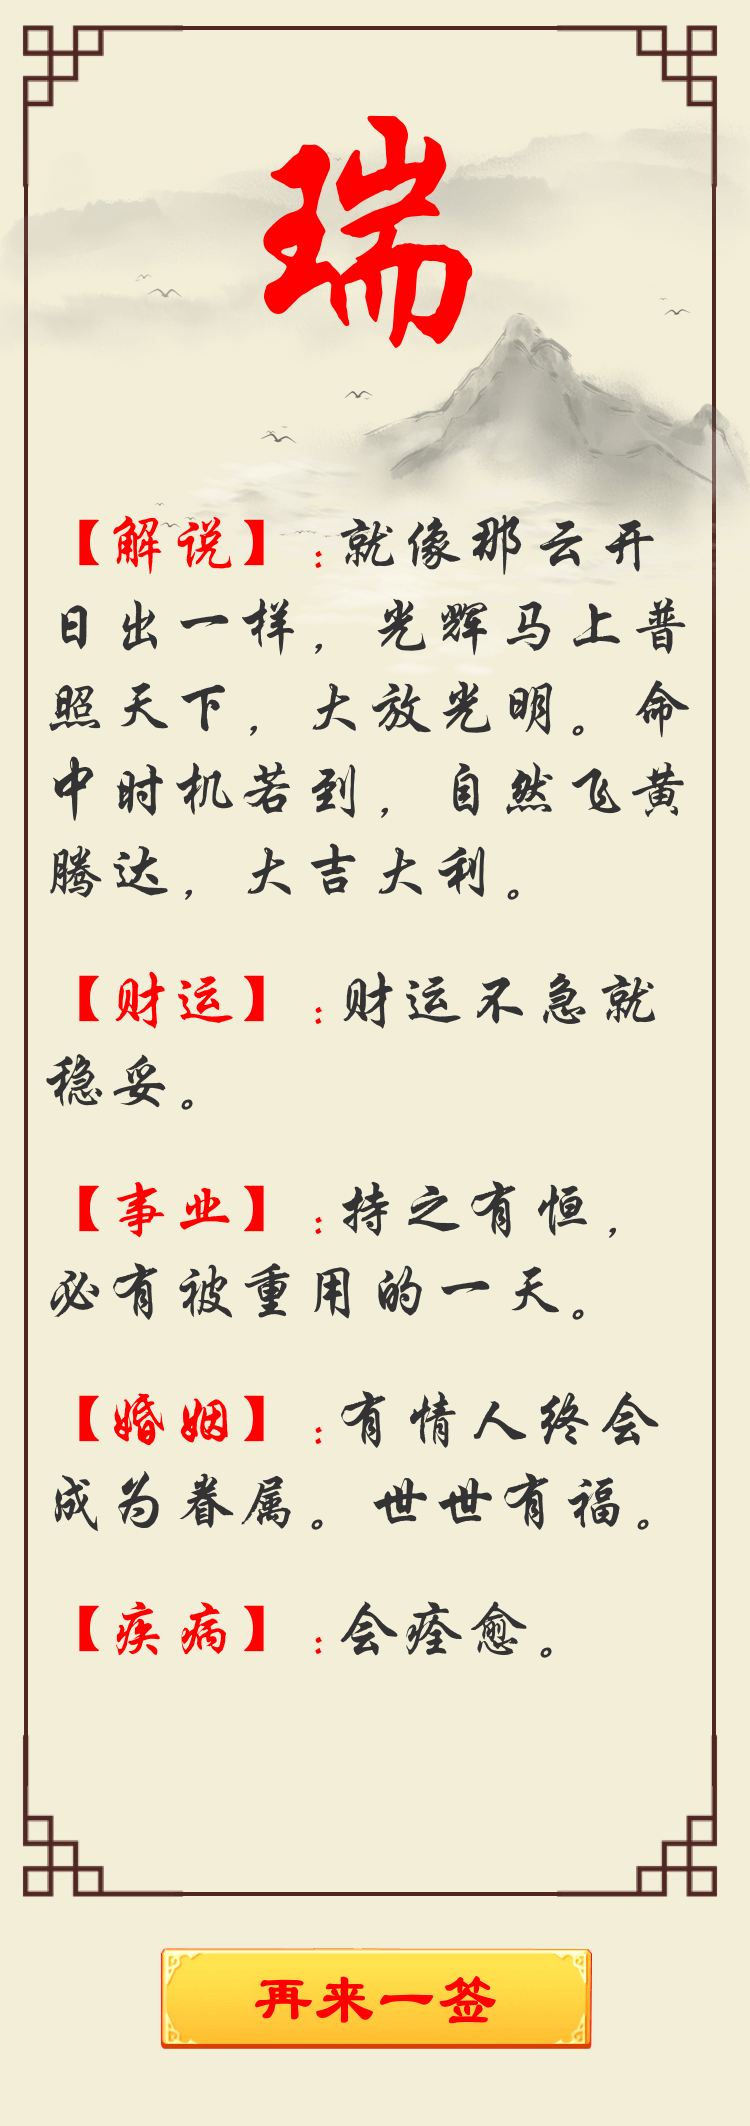 瑞
【解说】：就像那云开
日出一样，光辉马上普
照天下，大放光明。命
中时机若到，自然飞黄
腾达，大吉大利。
【财运】：财运不急就
稳妥。
【事业】：持之有恒，
必有被重用的一天。
【婚姻】：有情人终会
成为眷属。世世有福。
【疾病】：会痊愈。
再来一签